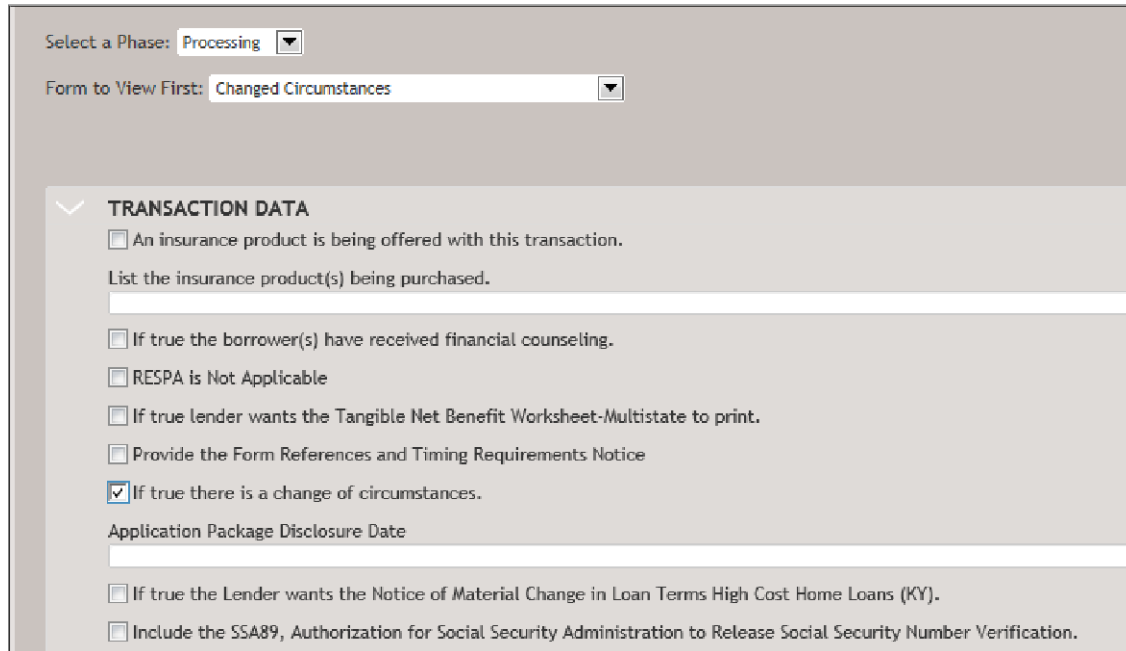 Select a Phase: Processing
Form to View First: Changed Circumstances
TRANSACTION DATA
An insurance product is being offered with this transaction.
List the insurance product(s) being purchased.
If true the borrower(s) have received financial counseling.
RESPA is Not Applicable
If true lender wants the Tangible Net Benefit Worksheet-Multistate to print.
Provide the Form References and Timing Requirements Notice
If true there is a change of circumstances.
Application Package Disclosure Date
If true the Lender wants the Notice of Material Change in Loan Terms High Cost Home Loans (KY).
Include the SSA89, Authorization for Social Security Administration to Release Social Security Number Verification.